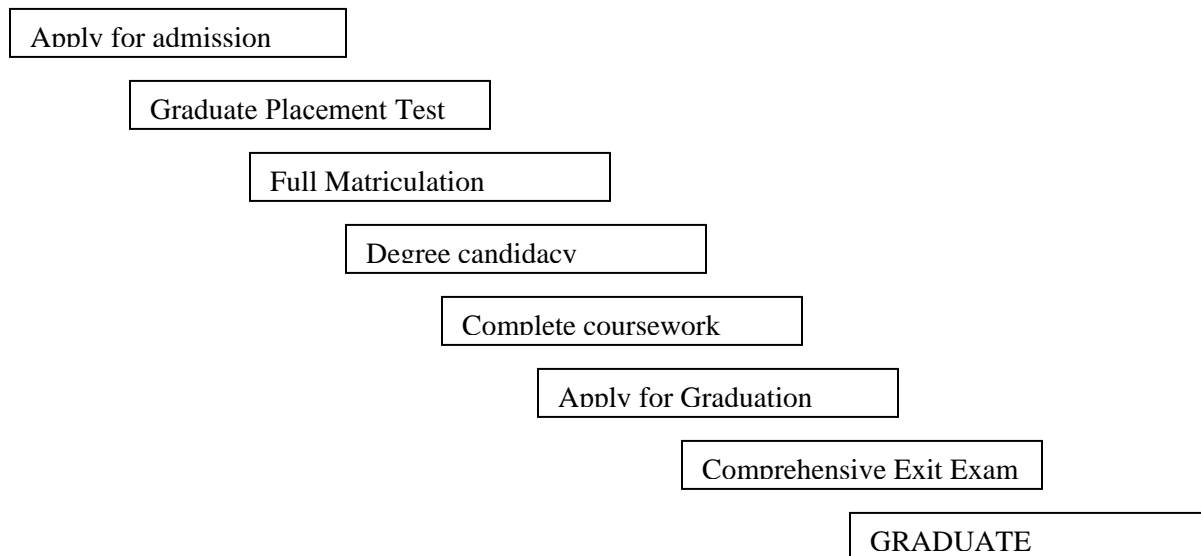 Apply for admission
Graduate Placement Test
Full Matriculation
Degree candidacy
Complete coursework
Apply for Graduation
Comprehensive Exit Exam
GRADUATE